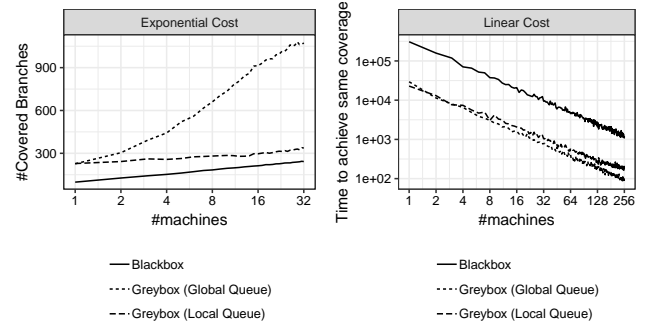 Exponential Cost
#Covered Branches
900
600
300
1 2 4 8 16 32
#machines
Blackbox
Greybox (Global Queue)
Greybox (Local Queue)
Linear Cost
Time to achieve same coverage
1e+05
1e+04
1e+03
1e+02
1 2 4 8 16 32 64 128 256
#machines
Blackbox
Greybox (Global Queue)
Greybox (Local Queue)